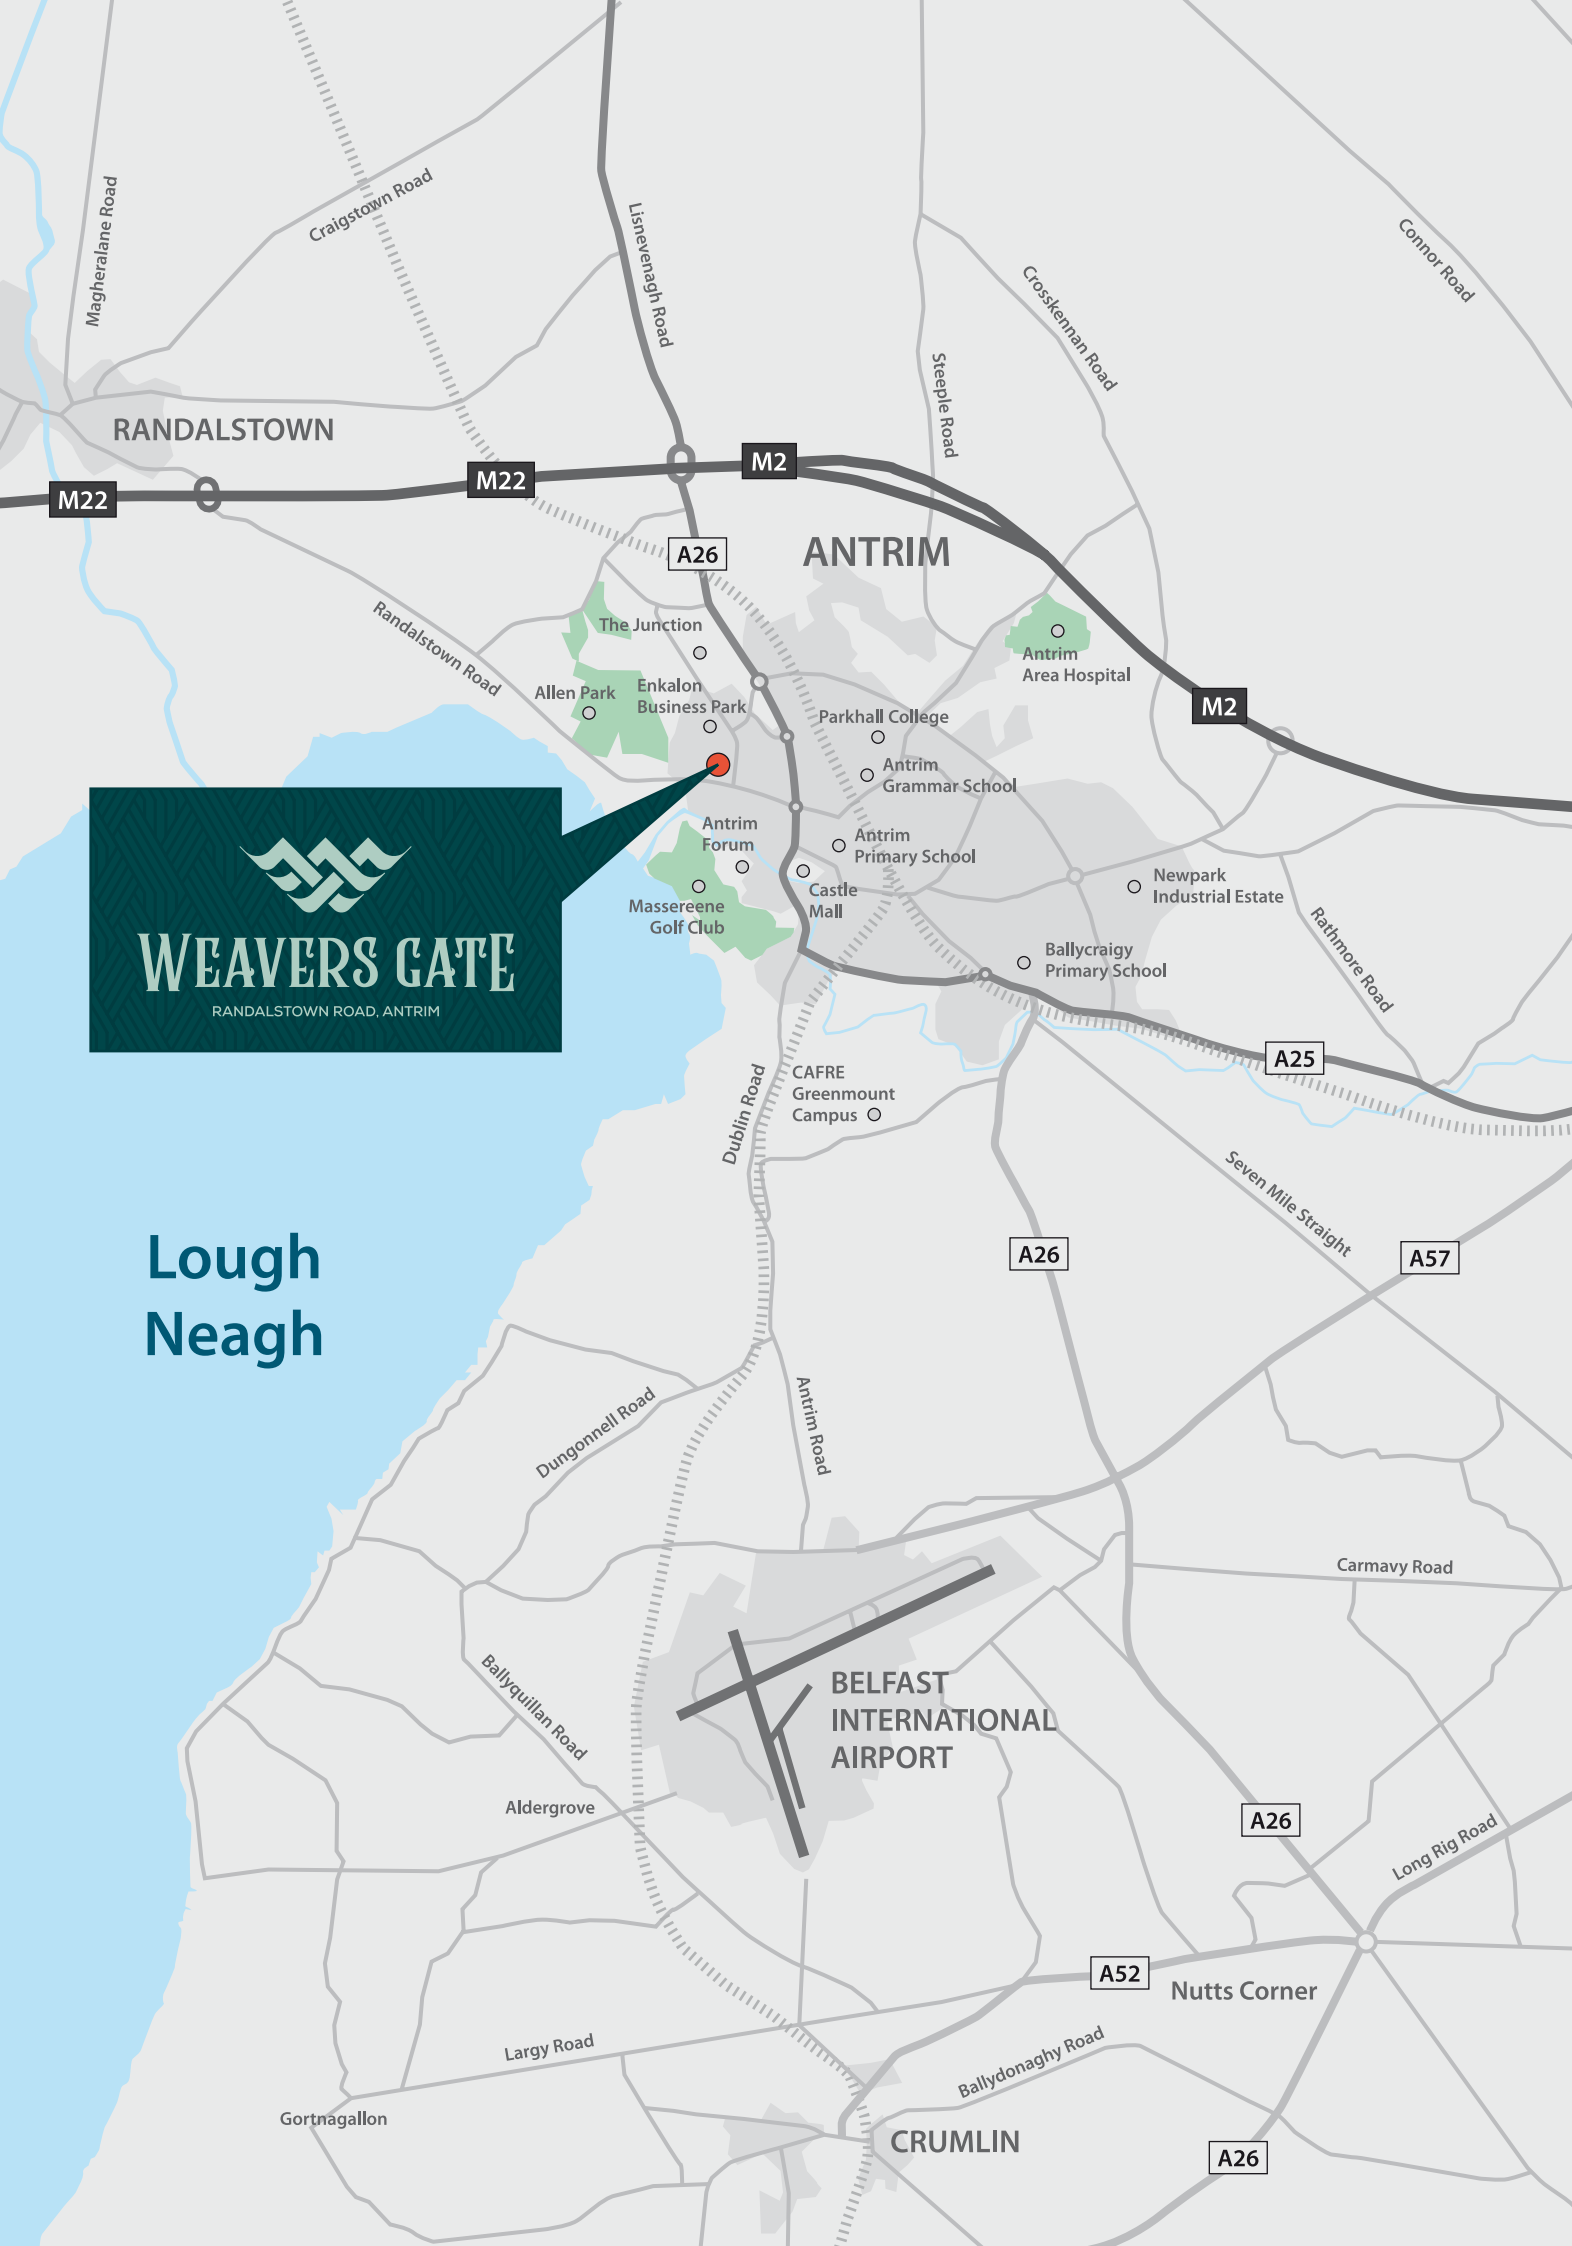 Magheralane Road
Craigstown Road
Lisnevenagh Road
Steeple Road
Crosskennan Road
Connor Road
RANDALSTOWN
M22
M22
M2
ANTRIM
A26
Randalstown Road
The Junction
Allen Park
Enkalon
Business Park
Antrim
Area Hospital
M2
Parkhall College
Antrim
Grammar School
Antrim
Forum
Antrim
Primary School
Castle
Mall
Massereene
Golf Club
Newpark
Industrial Estate
Ballycraigy
Primary School
Rathmore Road
WEAVERS GATE
RANDALSTOWN ROAD, ANTRIM
A25
CAFRE
Greenmount
Campus
Dublin Road
Seven Mile Straight
Lough
Neagh
A26
A57
Dungonnell Road
Antrim Road
Carmavy Road
Ballyquillan Road
BELFAST
INTERNATIONAL
AIRPORT
Aldergrove
A26
Long Rig Road
A52
Nutts Corner
Largy Road
Ballydonaghy Road
Gortnagallon
CRUMLIN
A26